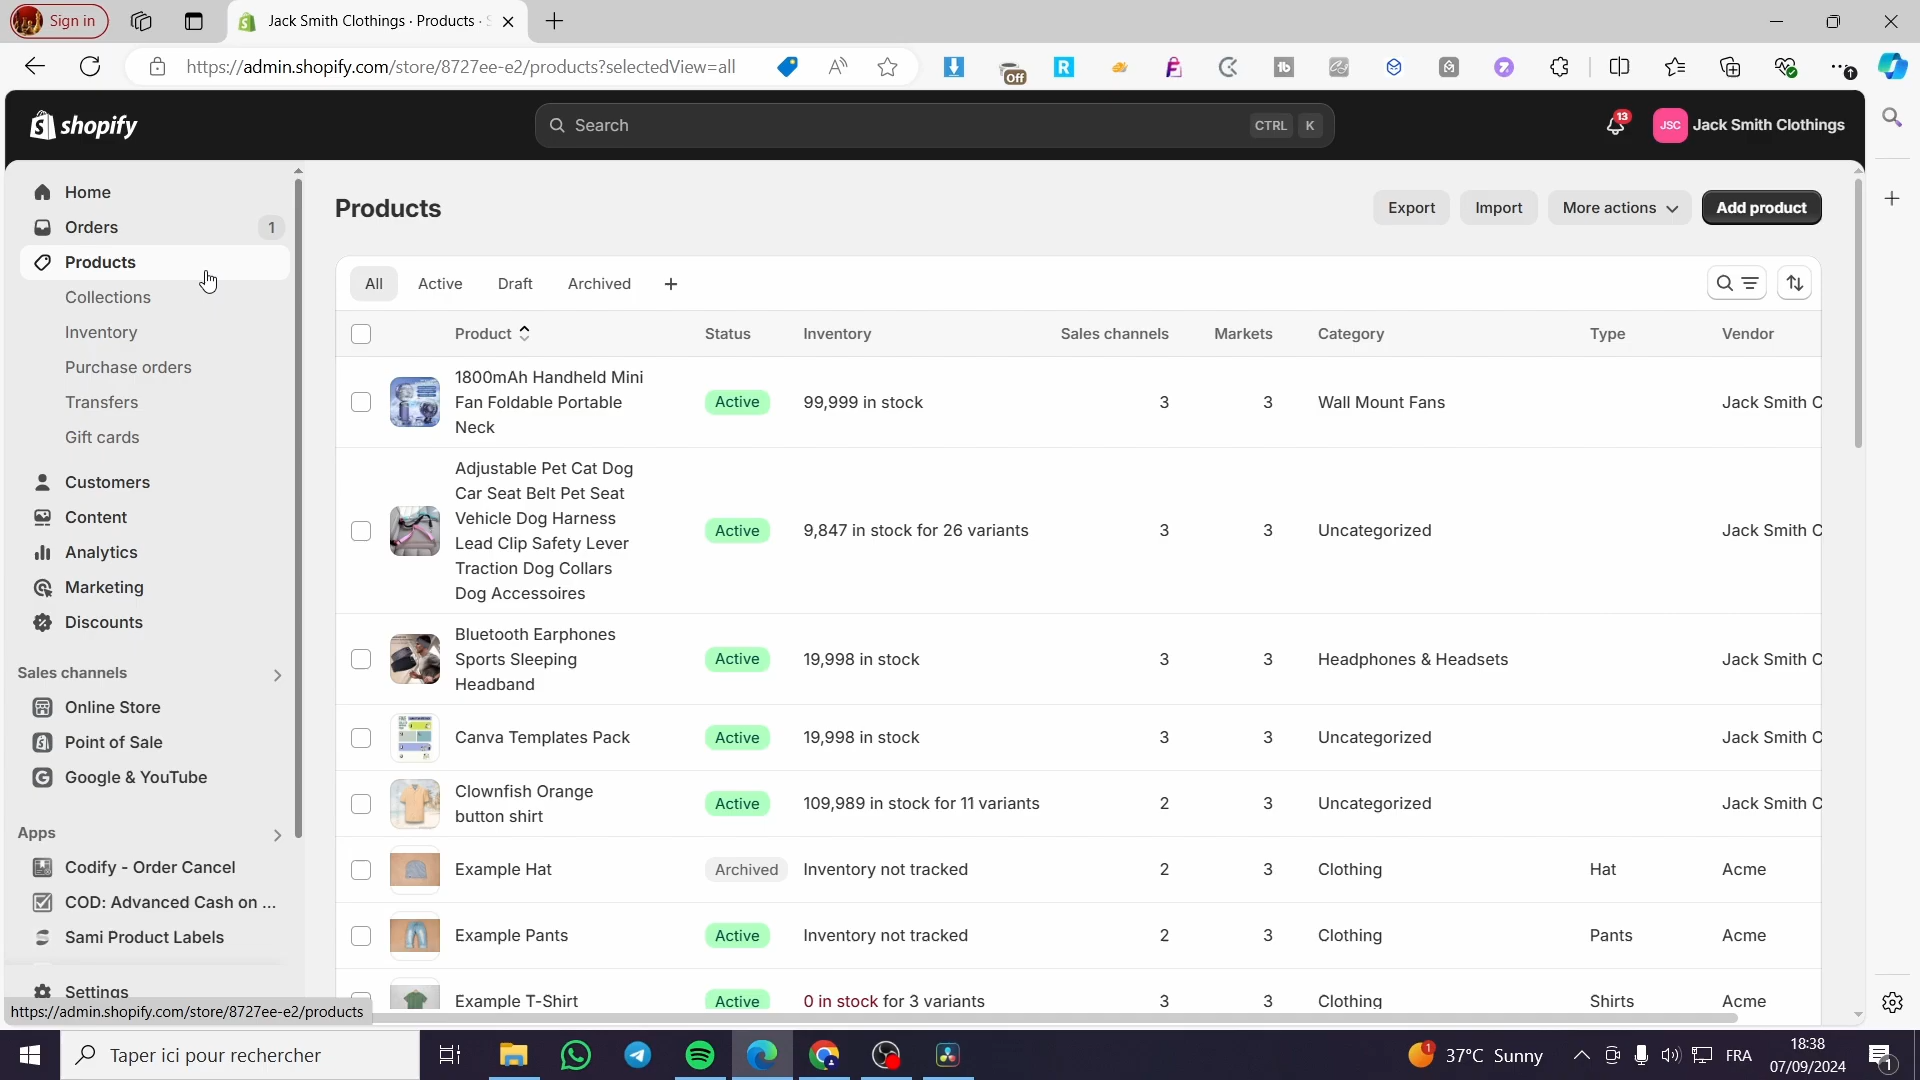 Sign in
Jack Smith Clothings · Products ·
https://admin.shopify.com/store/8727ee-e2/products?selectedView=all
Off
shopify
Search
CTRL K
13
JSC Jack Smith Clothings
Home
Orders 1
Products
Collections
Inventory
Purchase orders
Transfers
Gift cards
Customers
Content
Analytics
Marketing
Discounts
Sales channels
Online Store
Point of Sale
Google & YouTube
Apps
Codify - Order Cancel
COD: Advanced Cash on ...
Sami Product Labels
Settings
https://admin.shopify.com/store/8727ee-e2/products
Products
Export Import More actions Add product
All Active Draft Archived
Product Status Inventory Sales channels Markets Category Type Vendor
1800mAh Handheld Mini
Fan Foldable Portable
Neck
Active 99,999 in stock 3 3 Wall Mount Fans Jack Smith C
Adjustable Pet Cat Dog
Car Seat Belt Pet Seat
Vehicle Dog Harness
Lead Clip Safety Lever
Traction Dog Collars
Dog Accessoires
Active 9,847 in stock for 26 variants 3 3 Uncategorized Jack Smith C
Bluetooth Earphones
Sports Sleeping
Headband
Active 19,998 in stock 3 3 Headphones & Headsets Jack Smith C
Canva Templates Pack Active 19,998 in stock 3 3 Uncategorized Jack Smith C
Clownfish Orange
button shirt
Active 109,989 in stock for 11 variants 2 3 Uncategorized Jack Smith C
Example Hat Archived Inventory not tracked 2 3 Clothing Hat Acme
Example Pants Active Inventory not tracked 2 3 Clothing Pants Acme
Example T-Shirt Active 0 in stock for 3 variants 3 3 Clothing Shirts Acme
Taper ici pour rechercher
1 37°C Sunny
FRA
18:38
07/09/2024
1